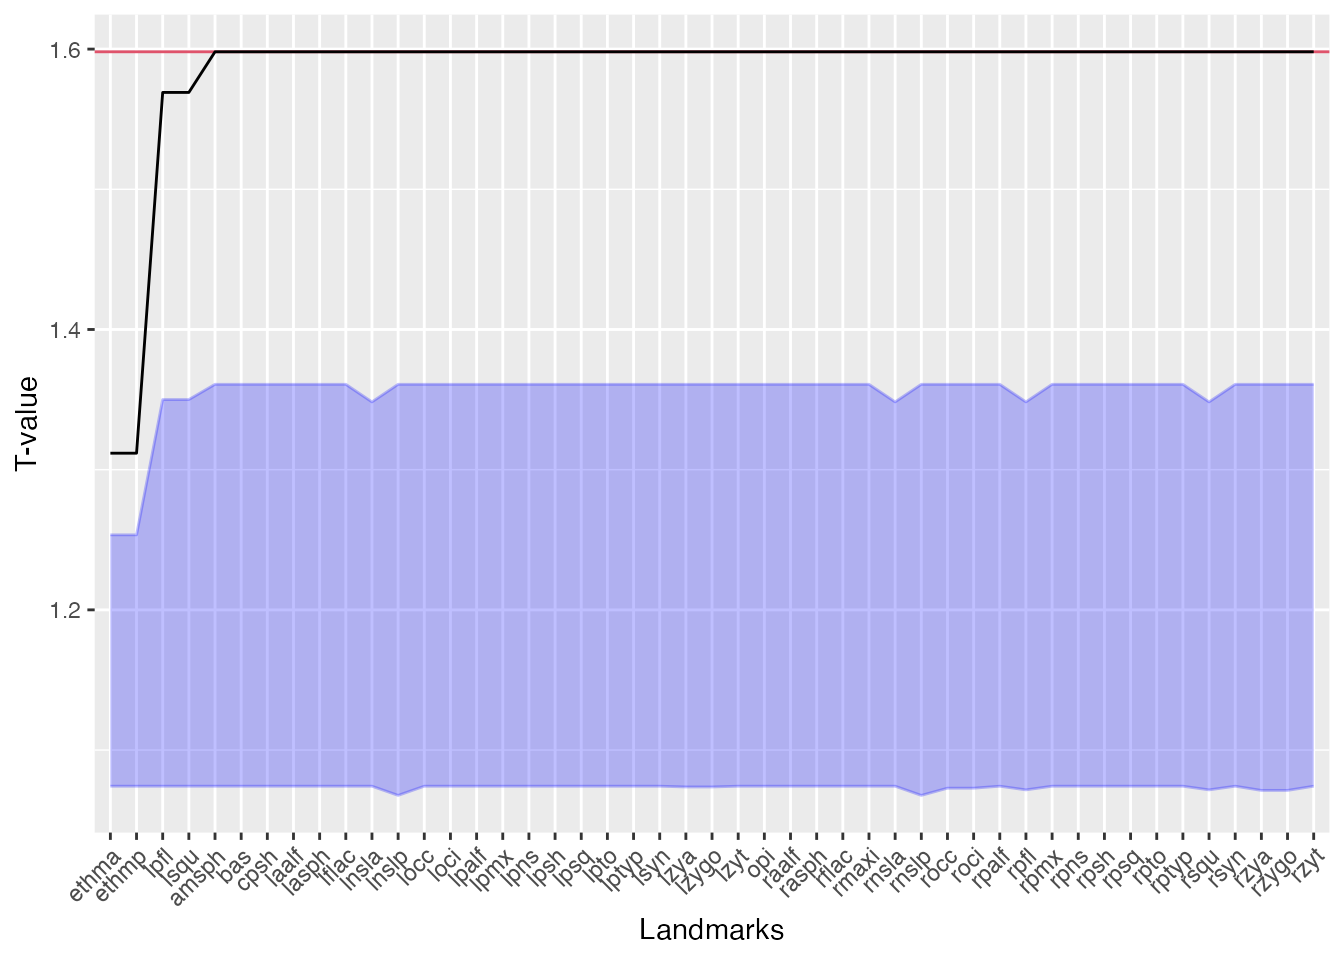 1.6
1.4
1.2
T-value
ethma
ethmp
lpfl
lsqu
amsph
bas
cpsh
laalf
lasph
lflac
lnsla
lnslp
locc
loci
lpalf
lpmx
lpns
lpsh
lpsq
lpto
lptyp
lsyn
lzya
lzygo
lzyt
opi
raalf
rasph
rflac
rmaxi
rnsla
rnslp
rocc
roci
rpalf
rpfl
rpmx
rpns
rpsh
rpsq
rpto
rptyp
rsqu
rsyn
rzya
rzygo
rzyt
Landmarks